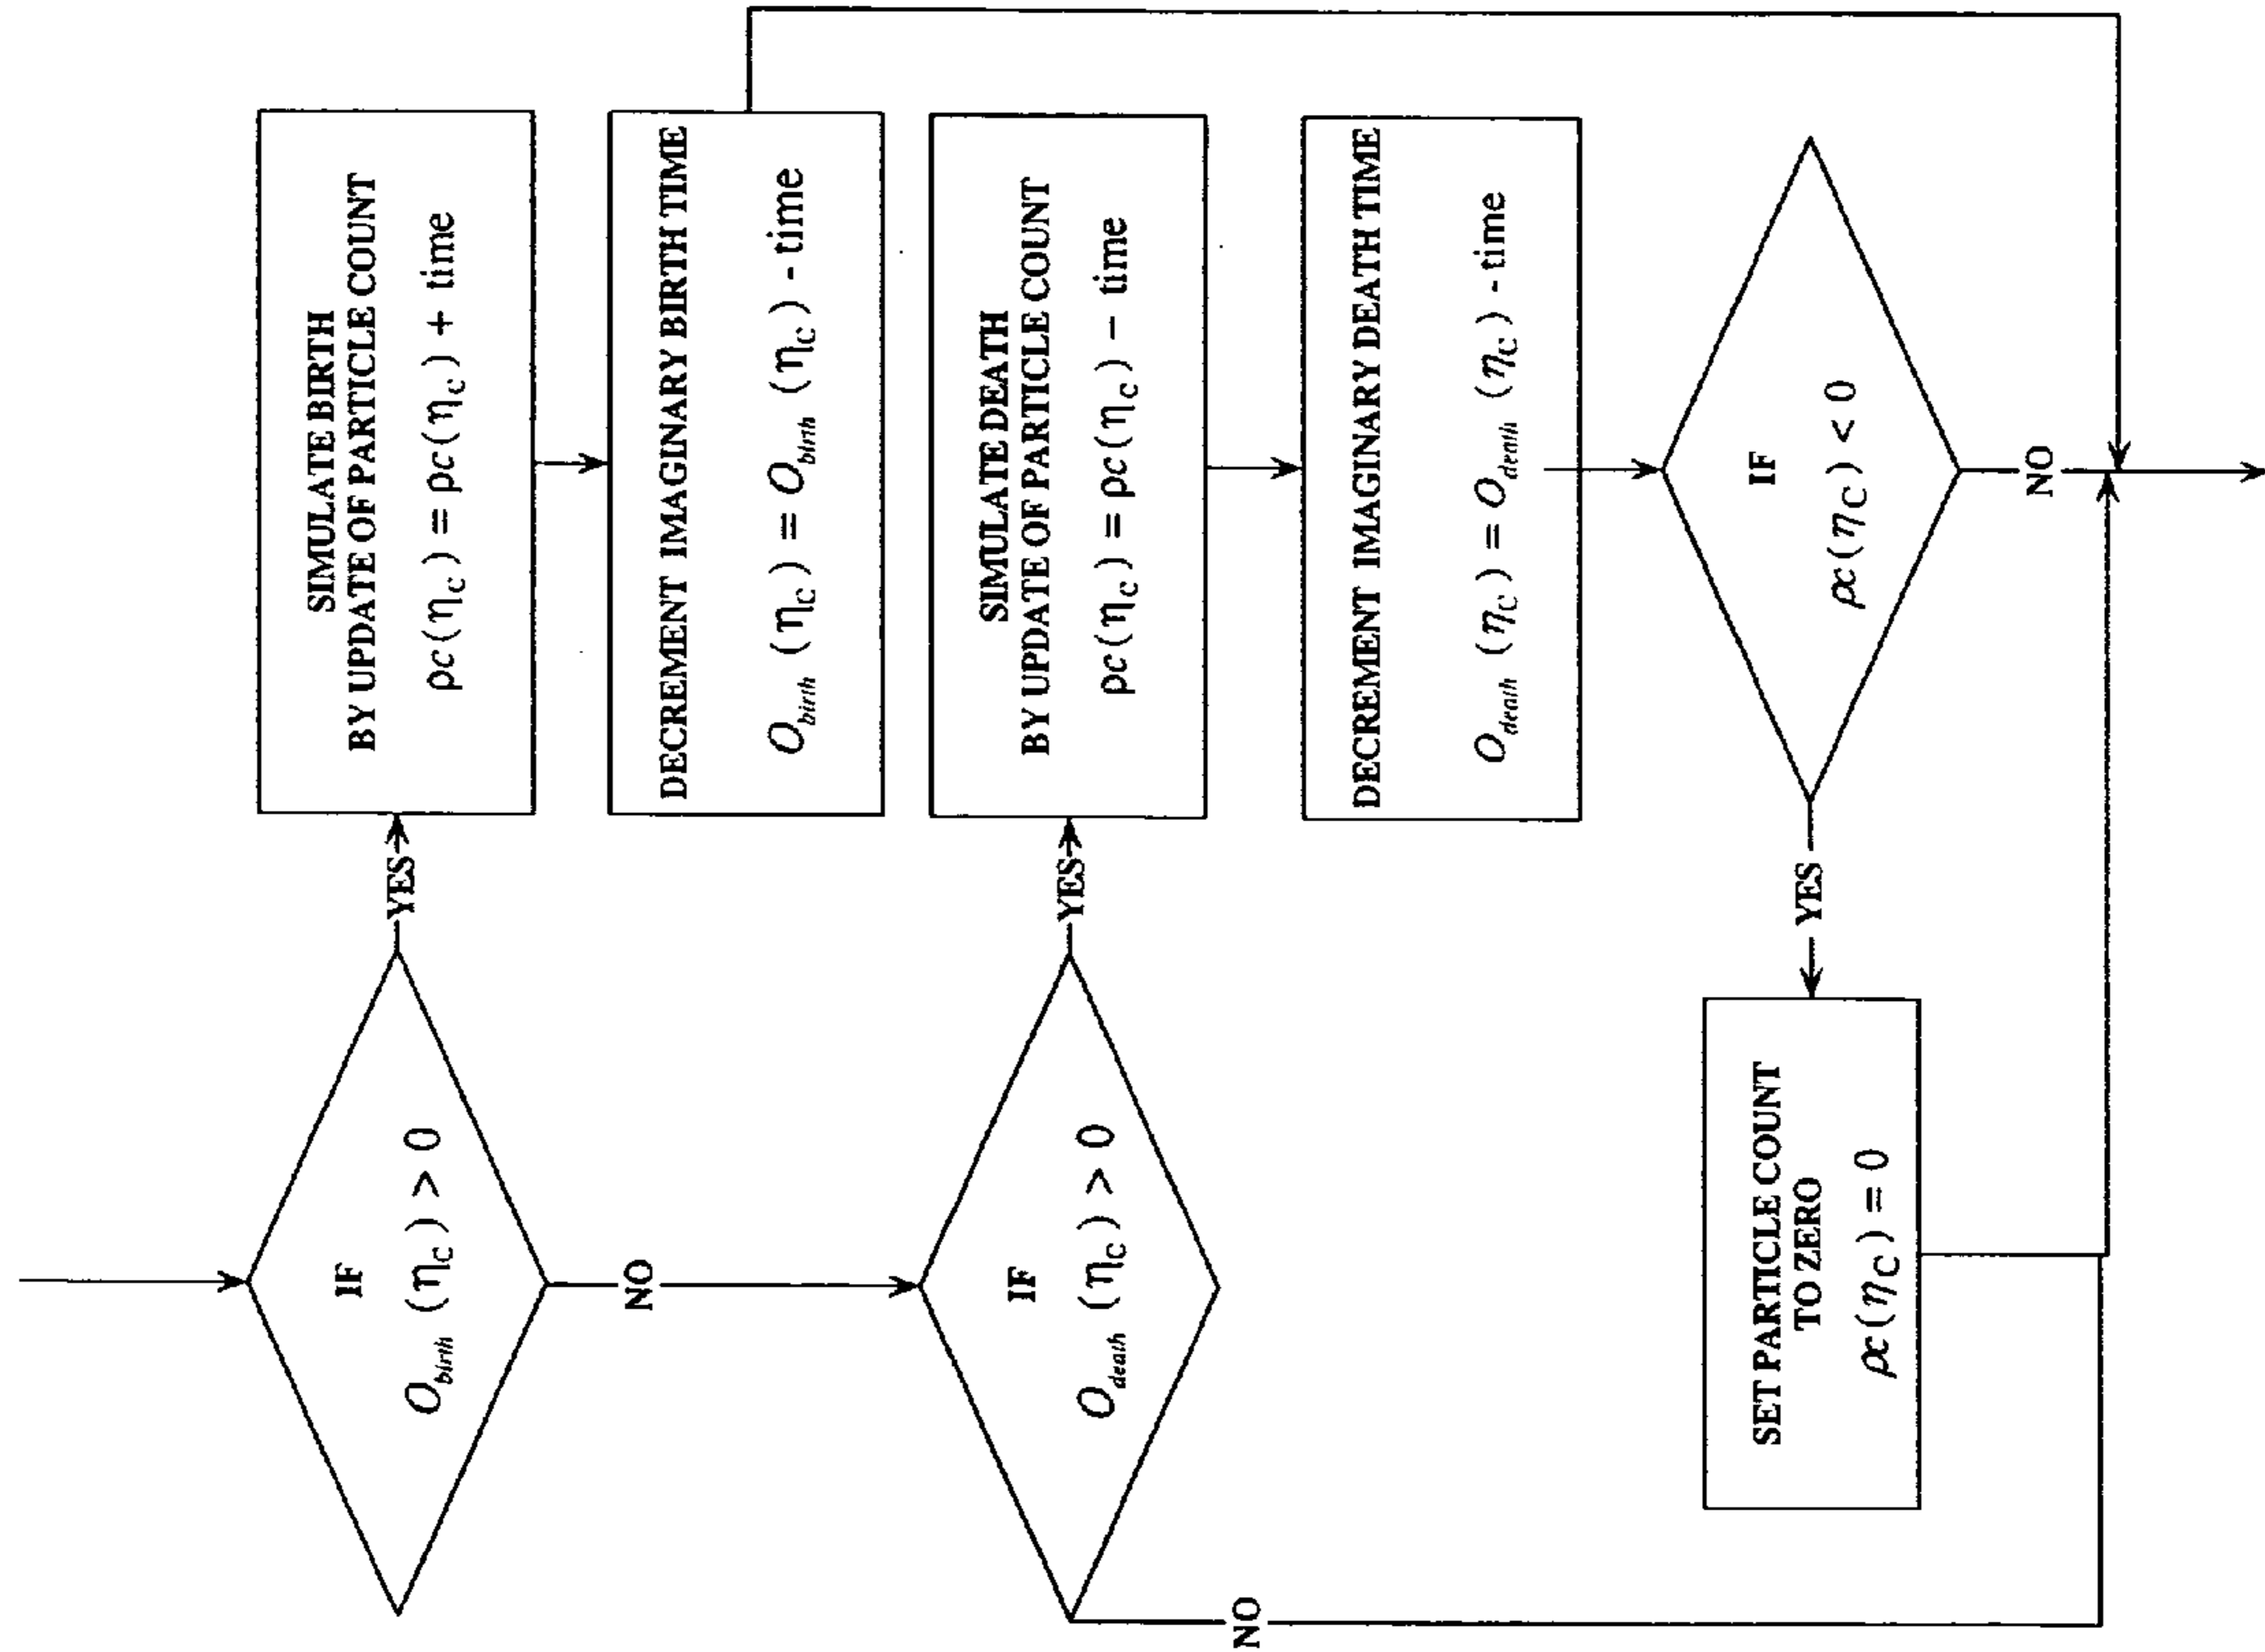 IF
O_birth (η_C) > 0
YES
SIMULATE BIRTH
BY UPDATE OF PARTICLE COUNT
ρc(η_C) = ρc(η_C) + time
DECREMENT IMAGINARY BIRTH TIME
O_birth (η_C) = O_birth (η_C) - time
NO
IF
O_death (η_C) > 0
YES
SIMULATE DEATH
BY UPDATE OF PARTICLE COUNT
ρc(η_C) = ρc(η_C) − time
DECREMENT IMAGINARY DEATH TIME
O_death (η_C) = O_death (η_C) - time
NO
IF
ρc(η_C) < 0
YES
SET PARTICLE COUNT
TO ZERO
ρc(η_C) = 0
NO